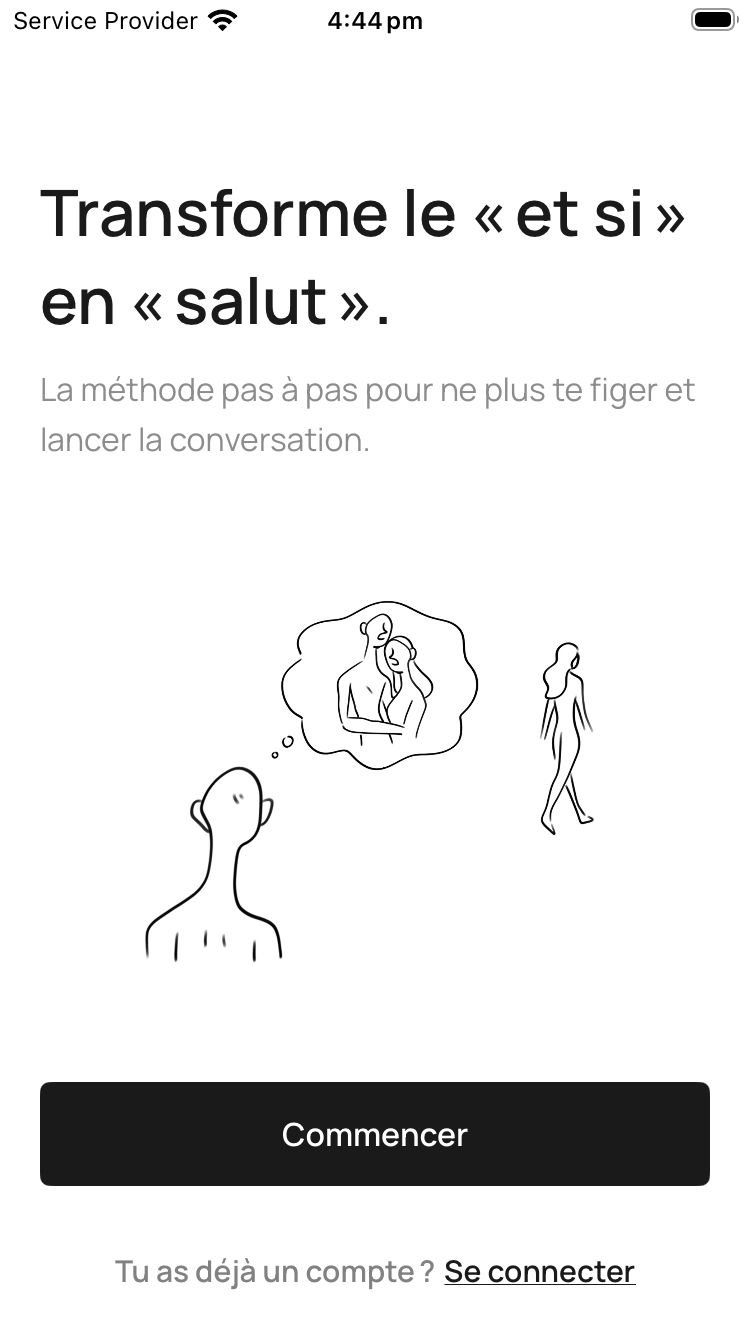 Service Provider 4:44 pm
Transforme le « et si »
en « salut ».
La méthode pas à pas pour ne plus te figer et
lancer la conversation.
Commencer
Tu as déjà un compte ? Se connecter